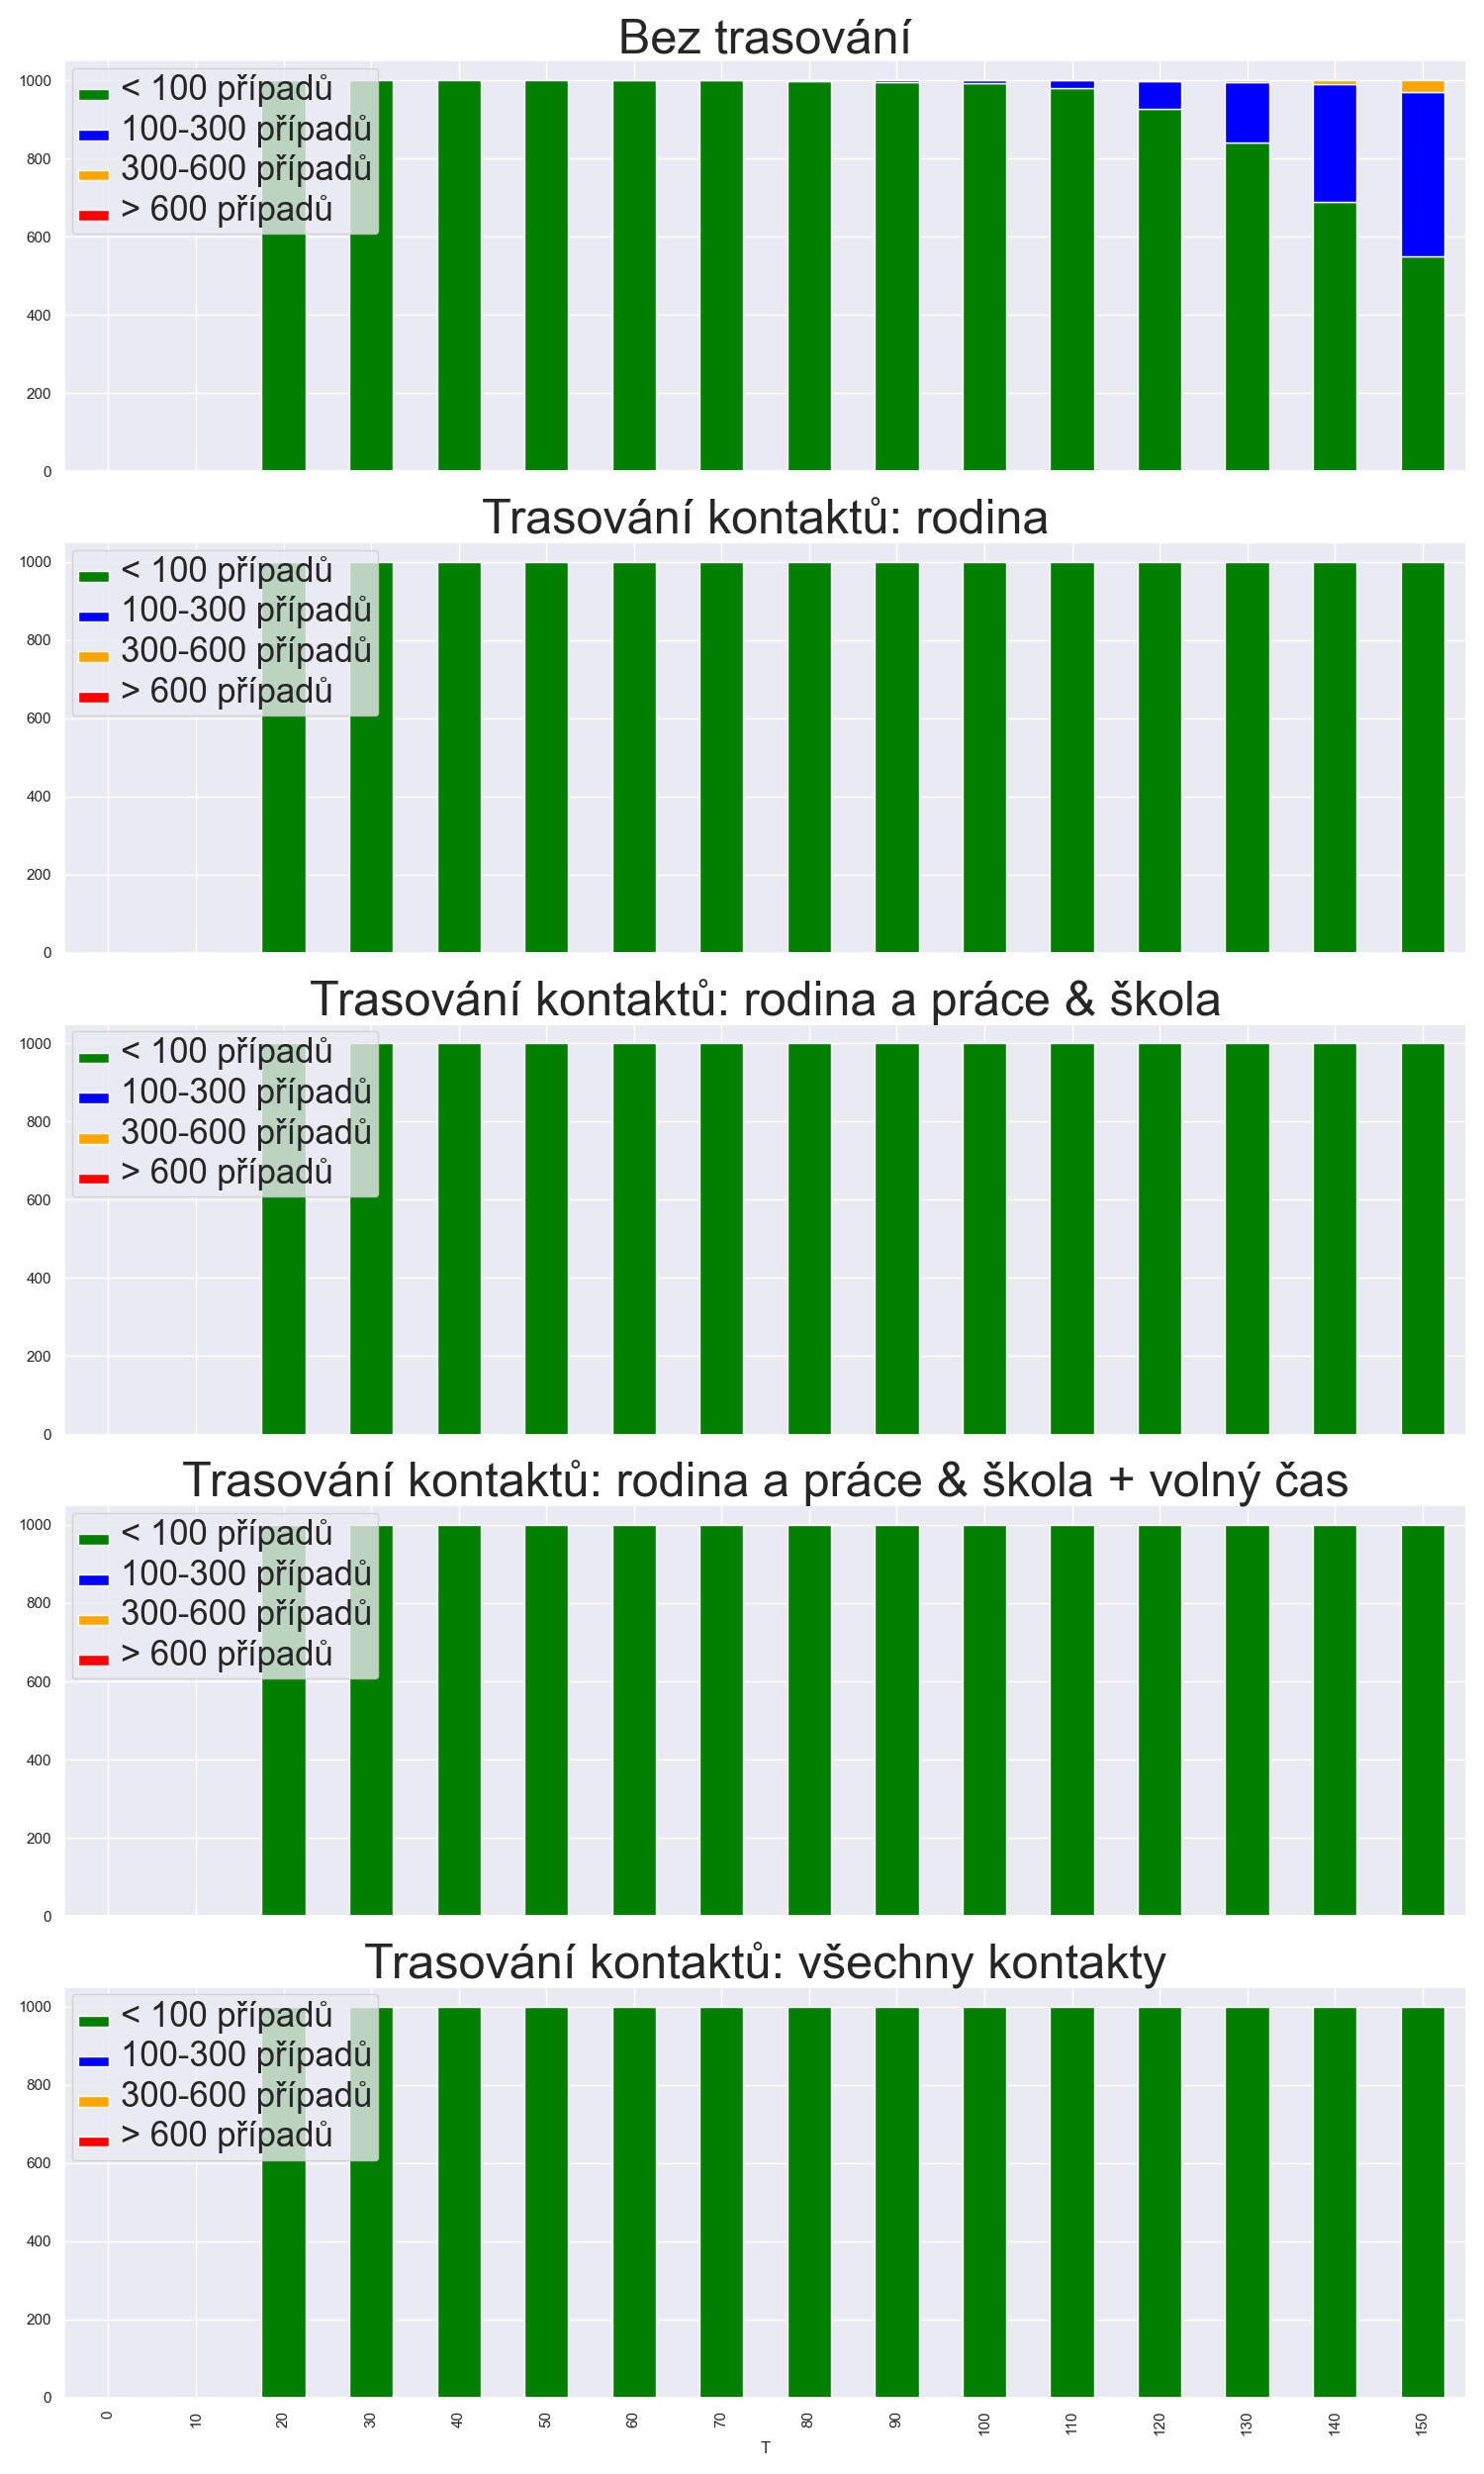 Bez trasování
1000
800
600
400
200
0
< 100 případů
100-300 případů
300-600 případů
> 600 případů
Trasování kontaktů: rodina
1000
800
600
400
200
0
< 100 případů
100-300 případů
300-600 případů
> 600 případů
Trasování kontaktů: rodina a práce & škola
1000
800
600
400
200
0
< 100 případů
100-300 případů
300-600 případů
> 600 případů
Trasování kontaktů: rodina a práce & škola + volný čas
1000
800
600
400
200
0
< 100 případů
100-300 případů
300-600 případů
> 600 případů
Trasování kontaktů: všechny kontakty
1000
800
600
400
200
0
< 100 případů
100-300 případů
300-600 případů
> 600 případů
0 10 20 30 40 50 60 70 80 90 100 110 120 130 140 150
T